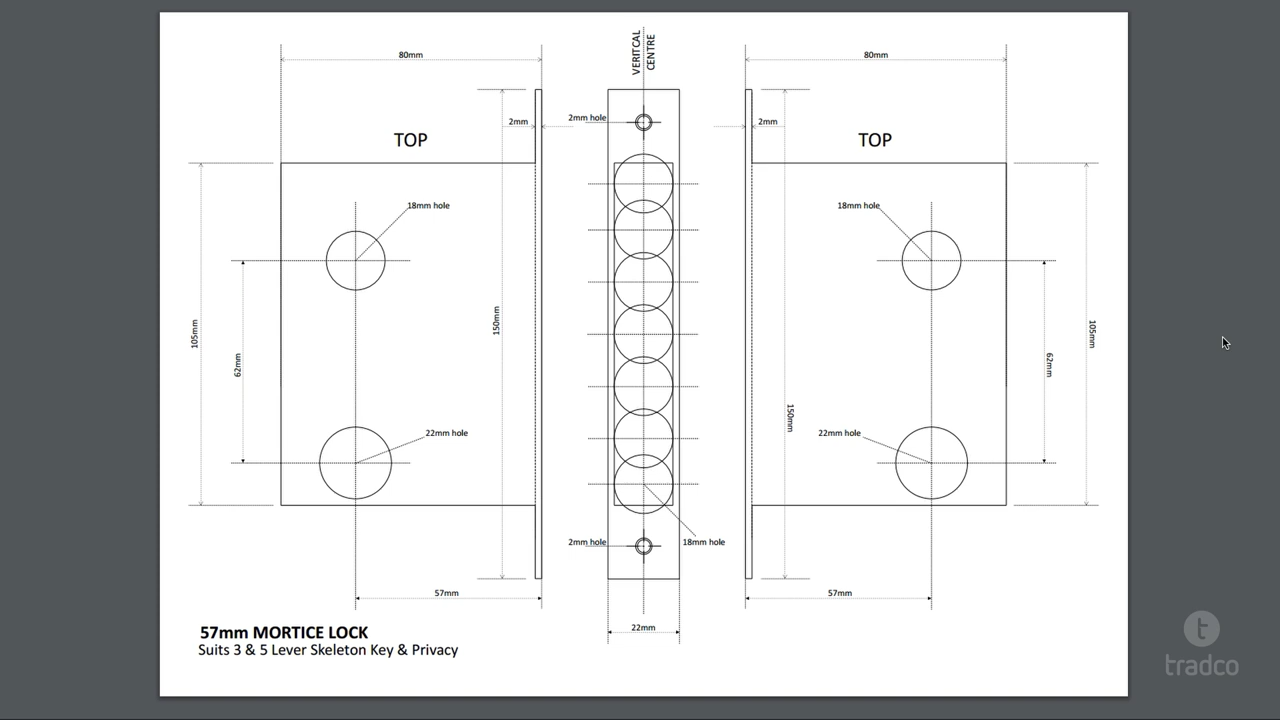 VERITCAL
CENTRE
80mm
80mm
2mm
2mm hole
2mm
TOP
TOP
18mm hole
18mm hole
105mm
62mm
150mm
150mm
62mm
105mm
22mm hole
22mm hole
2mm hole
18mm hole
57mm
57mm
22mm
57mm MORTICE LOCK
Suits 3 & 5 Lever Skeleton Key & Privacy
t
tradco